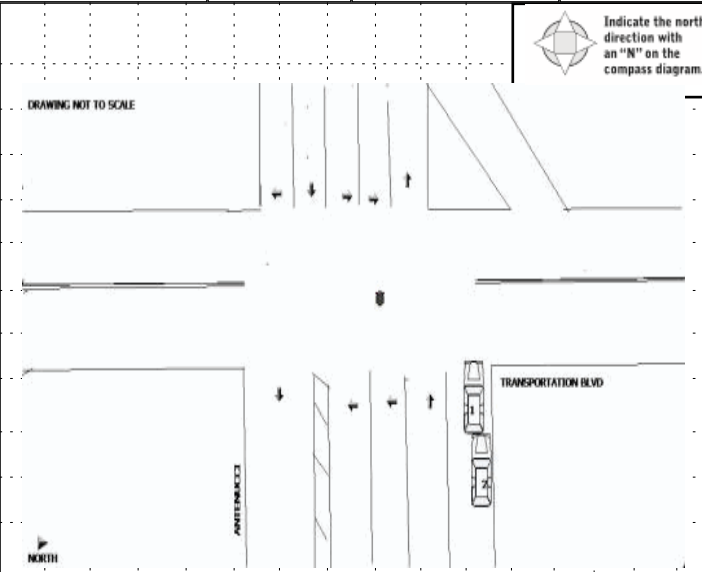 Indicate the north
direction with
an “N” on the
compass diagram.
DRAWING NOT TO SCALE
TRANSPORTATION BLVD
1
2
ANTENUCCI
NORTH